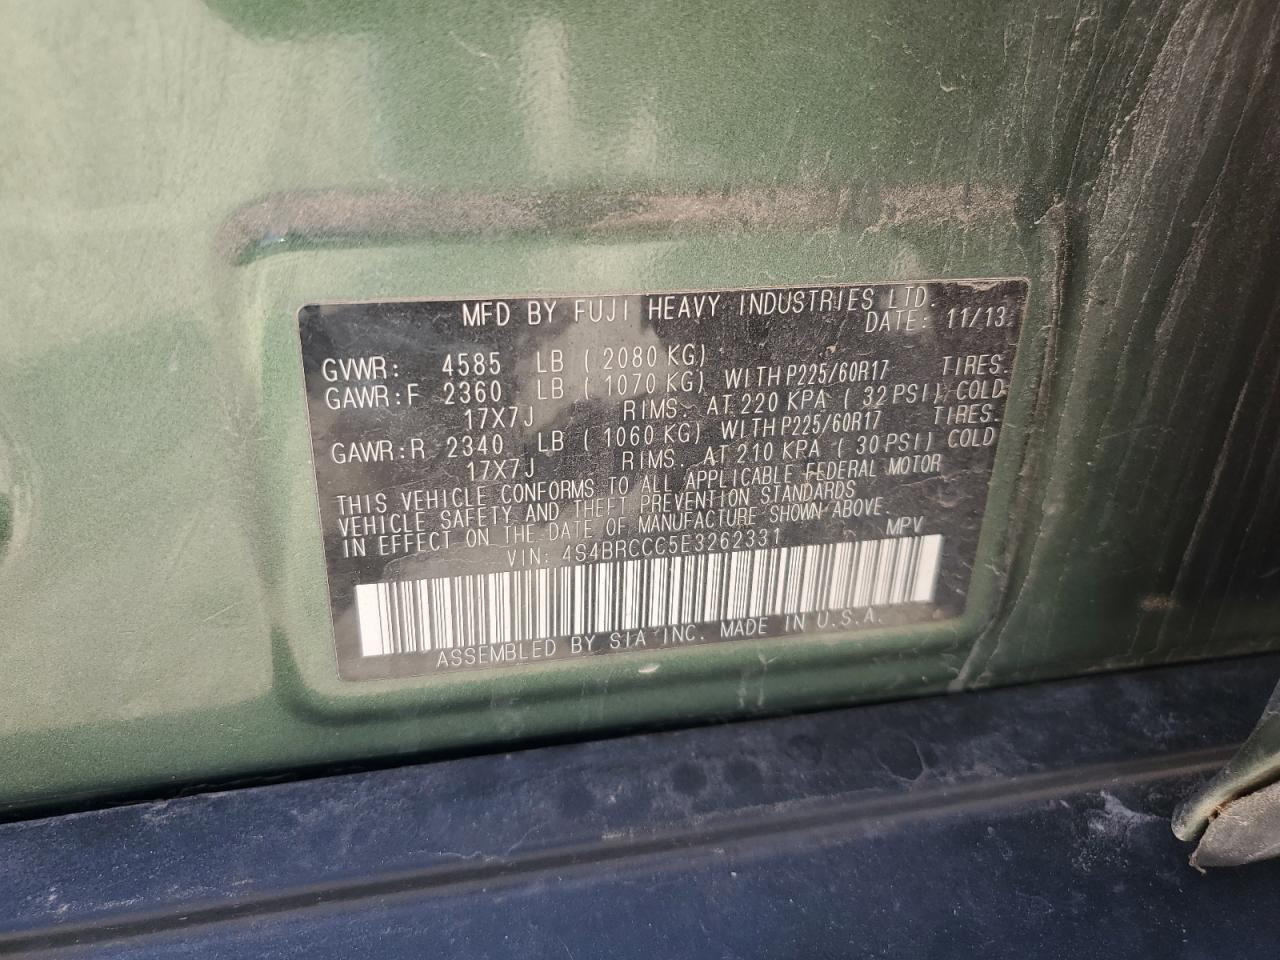 MFD BY FUJI HEAVY INDUSTRIES LTD.
DATE: 11/13
GVWR: 4585 LB ( 2080 KG)
GAWR:F 2360 LB ( 1070 KG) WITH P225/60R17 TIRES.
17X7J RIMS. AT 220 KPA ( 32 PSI) COLD
GAWR:R 2340 LB ( 1060 KG) WITH P225/60R17 TIRES.
17X7J RIMS. AT 210 KPA ( 30 PSI) COLD
THIS VEHICLE CONFORMS TO ALL APPLICABLE FEDERAL MOTOR
VEHICLE SAFETY AND THEFT PREVENTION STANDARDS
IN EFFECT ON THE DATE OF MANUFACTURE SHOWN ABOVE.
VIN: 4S4BRCCC5E3262331 MPV
ASSEMBLED BY SIA INC. MADE IN U.S.A.